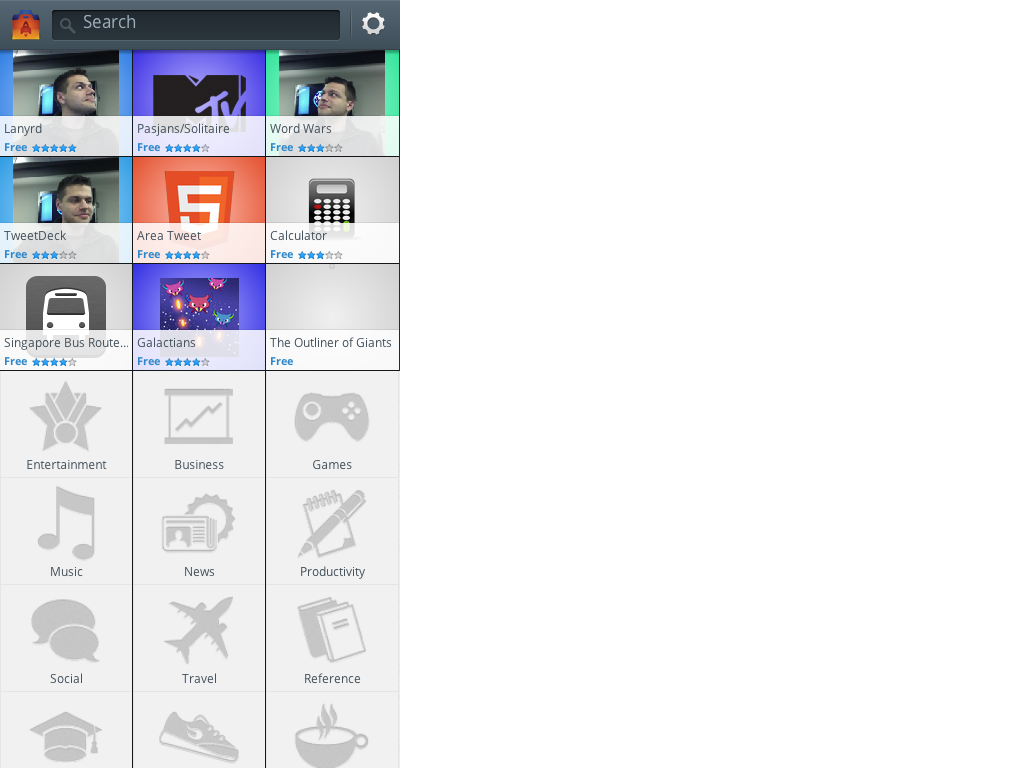 Search
Lanyrd
Free
Pasjans/Solitaire
Free
Word Wars
Free
TweetDeck
Free
Area Tweet
Free
Calculator
Free
Singapore Bus Route...
Free
Galactians
Free
The Outliner of Giants
Free
Entertainment
Business
Games
Music
News
Productivity
Social
Travel
Reference